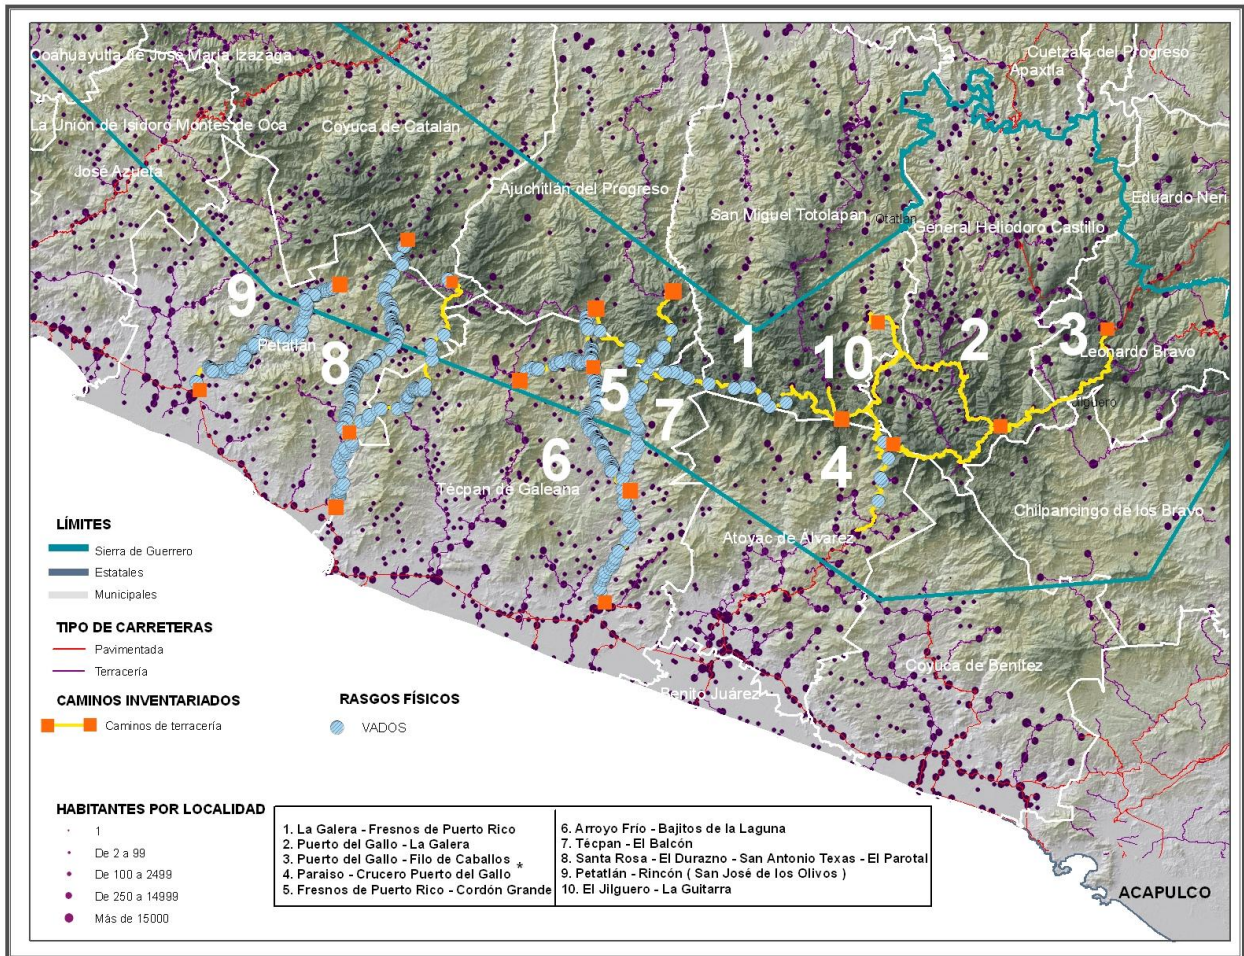 Coahuayutla de José María Izazaga
Cuetzala del Progreso
Apaxtla
La Unión de Isidoro Montes de Oca
Coyuca de Catalán
José Azueta
Ajuchitlán del Progreso
Eduardo Neri
San Miguel Totolapan
Otatlán
General Heliodoro Castillo
9
1
2
3
Petatlán
8
10
Leonardo Bravo
5
Jilguero
7
6
4
Técpan de Galeana
Chilpancingo de los Bravo
Atoyac de Álvarez
Coyuca de Benítez
Benito Juárez
ACAPULCO
LÍMITES
Sierra de Guerrero
Estatales
Municipales
TIPO DE CARRETERAS
Pavimentada
Terracería
CAMINOS INVENTARIADOS
Caminos de terracería
RASGOS FÍSICOS
VADOS
HABITANTES POR LOCALIDAD
1
De 2 a 99
De 100 a 2499
De 250 a 14999
Más de 15000
1. La Galera - Fresnos de Puerto Rico
2. Puerto del Gallo - La Galera
3. Puerto del Gallo - Filo de Caballos
4. Paraiso - Crucero Puerto del Gallo *
5. Fresnos de Puerto Rico - Cordón Grande
6. Arroyo Frío - Bajitos de la Laguna
7. Técpan - El Balcón
8. Santa Rosa - El Durazno - San Antonio Texas - El Parotal
9. Petatlán - Rincón ( San José de los Olivos )
10. El Jilguero - La Guitarra